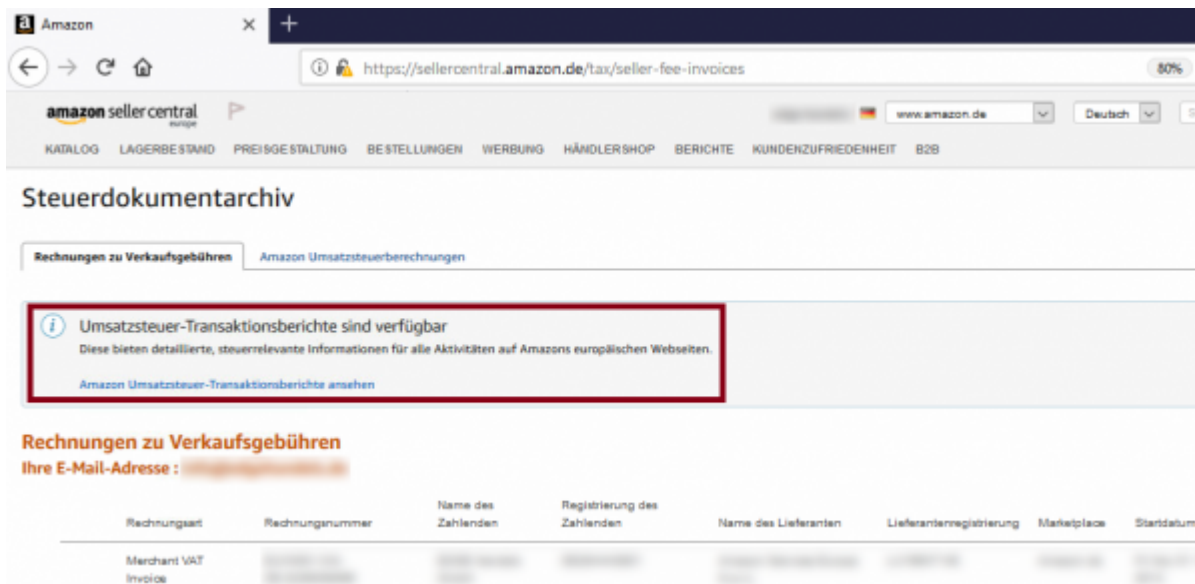 Amazon
https://sellercentral.amazon.de/tax/seller-fee-invoices 80%
amazon seller central
europe
www.amazon.de Deutsch
KATALOG LAGERBESTAND PREISGESTALTUNG BESTELLUNGEN WERBUNG HÄNDLERSHOP BERICHTE KUNDENZUFRIEDENHEIT B2B
Steuerdokumentarchiv
Rechnungen zu Verkaufsgebühren Amazon Umsatzsteuerberechnungen
Umsatzsteuer-Transaktionsberichte sind verfügbar
Diese bieten detaillierte, steuerrelevante Informationen für alle Aktivitäten auf Amazons europäischen Webseiten.
Amazon Umsatzsteuer-Transaktionsberichte ansehen
Rechnungen zu Verkaufsgebühren
Ihre E-Mail-Adresse :
Rechnungsart Rechnungsnummer Name des Zahlenden Registrierung des Zahlenden Name des Lieferanten Lieferantenregistrierung Marketplace Startdatum
Merchant VAT
Invoice